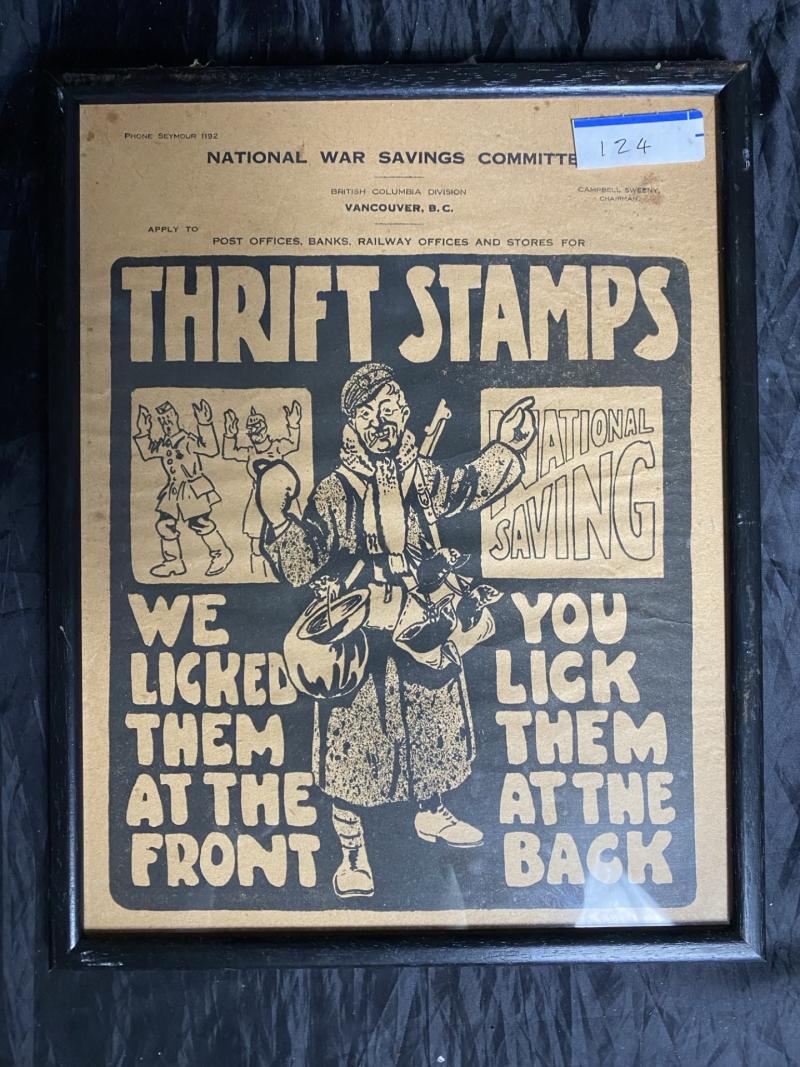 PHONE SEYMOUR 1192
124
NATIONAL WAR SAVINGS COMMITTE
BRITISH COLUMBIA DIVISION
CAMPBELL SWEENY,
CHAIRMAN.
VANCOUVER, B. C.
APPLY TO
POST OFFICES, BANKS, RAILWAY OFFICES AND STORES FOR
THRIFT STAMPS
NATIONAL
SAVING
WE
LICKED
THEM
AT THE
FRONT
YOU
LICK
THEM
AT THE
BACK